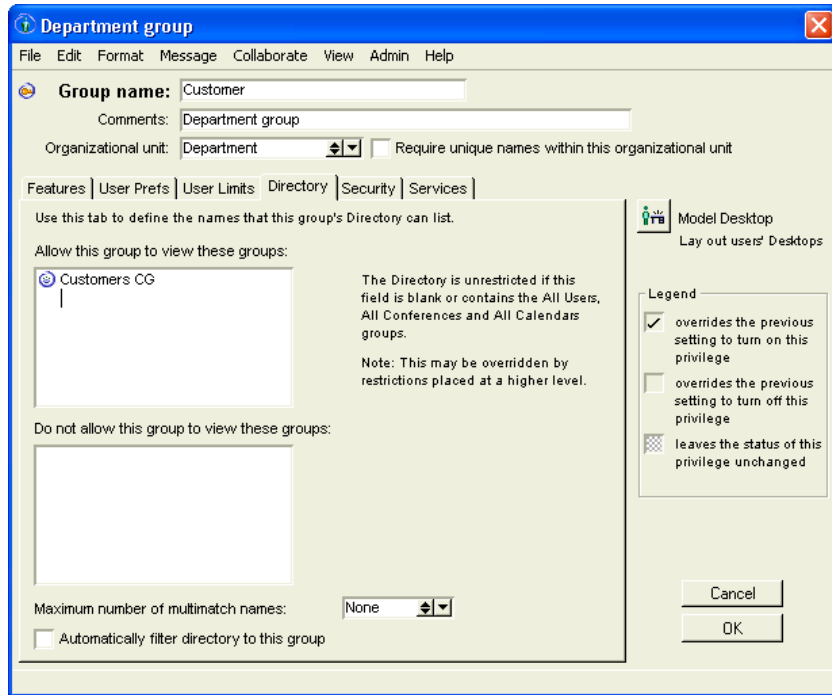 Department group
File Edit Format Message Collaborate View Admin Help
Group name: Customer
Comments: Department group
Organizational unit: Department Require unique names within this organizational unit
Features User Prefs User Limits Directory Security Services
Use this tab to define the names that this group's Directory can list.
Allow this group to view these groups:
Customers CG
The Directory is unrestricted if this
field is blank or contains the All Users,
All Conferences and All Calendars
groups.
Note: This may be overridden by
restrictions placed at a higher level.
Do not allow this group to view these groups:
Maximum number of multimatch names: None
Automatically filter directory to this group
Model Desktop
Lay out users' Desktops
Legend
overrides the previous
setting to turn on this
privilege
overrides the previous
setting to turn off this
privilege
leaves the status of this
privilege unchanged
Cancel
OK